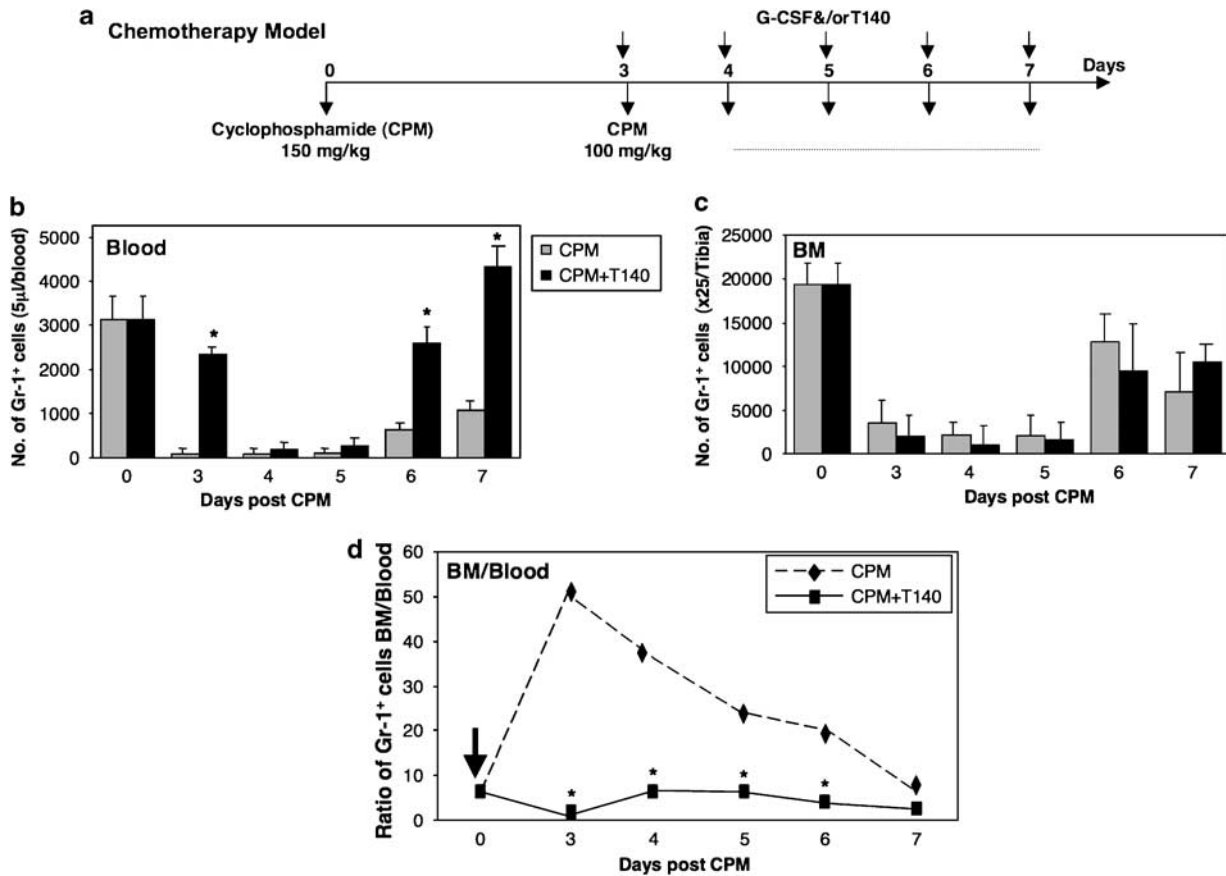 a
Chemotherapy Model
G-CSF&/orT140
0 3 4 5 6 7 Days
Cyclophosphamide (CPM)
150 mg/kg
CPM
100 mg/kg
b
Blood
No. of Gr-1⁺ cells (5µl/blood)
5000
4000
3000
2000
1000
0
* * *
0 3 4 5 6 7
Days post CPM
CPM
CPM+T140
c
BM
No. of Gr-1⁺ cells (x25/Tibia)
25000
20000
15000
10000
5000
0
0 3 4 5 6 7
Days post CPM
d
BM/Blood
Ratio of Gr-1⁺ cells BM/Blood
60
50
40
30
20
10
0
CPM
CPM+T140
* * * *
0 3 4 5 6 7
Days post CPM